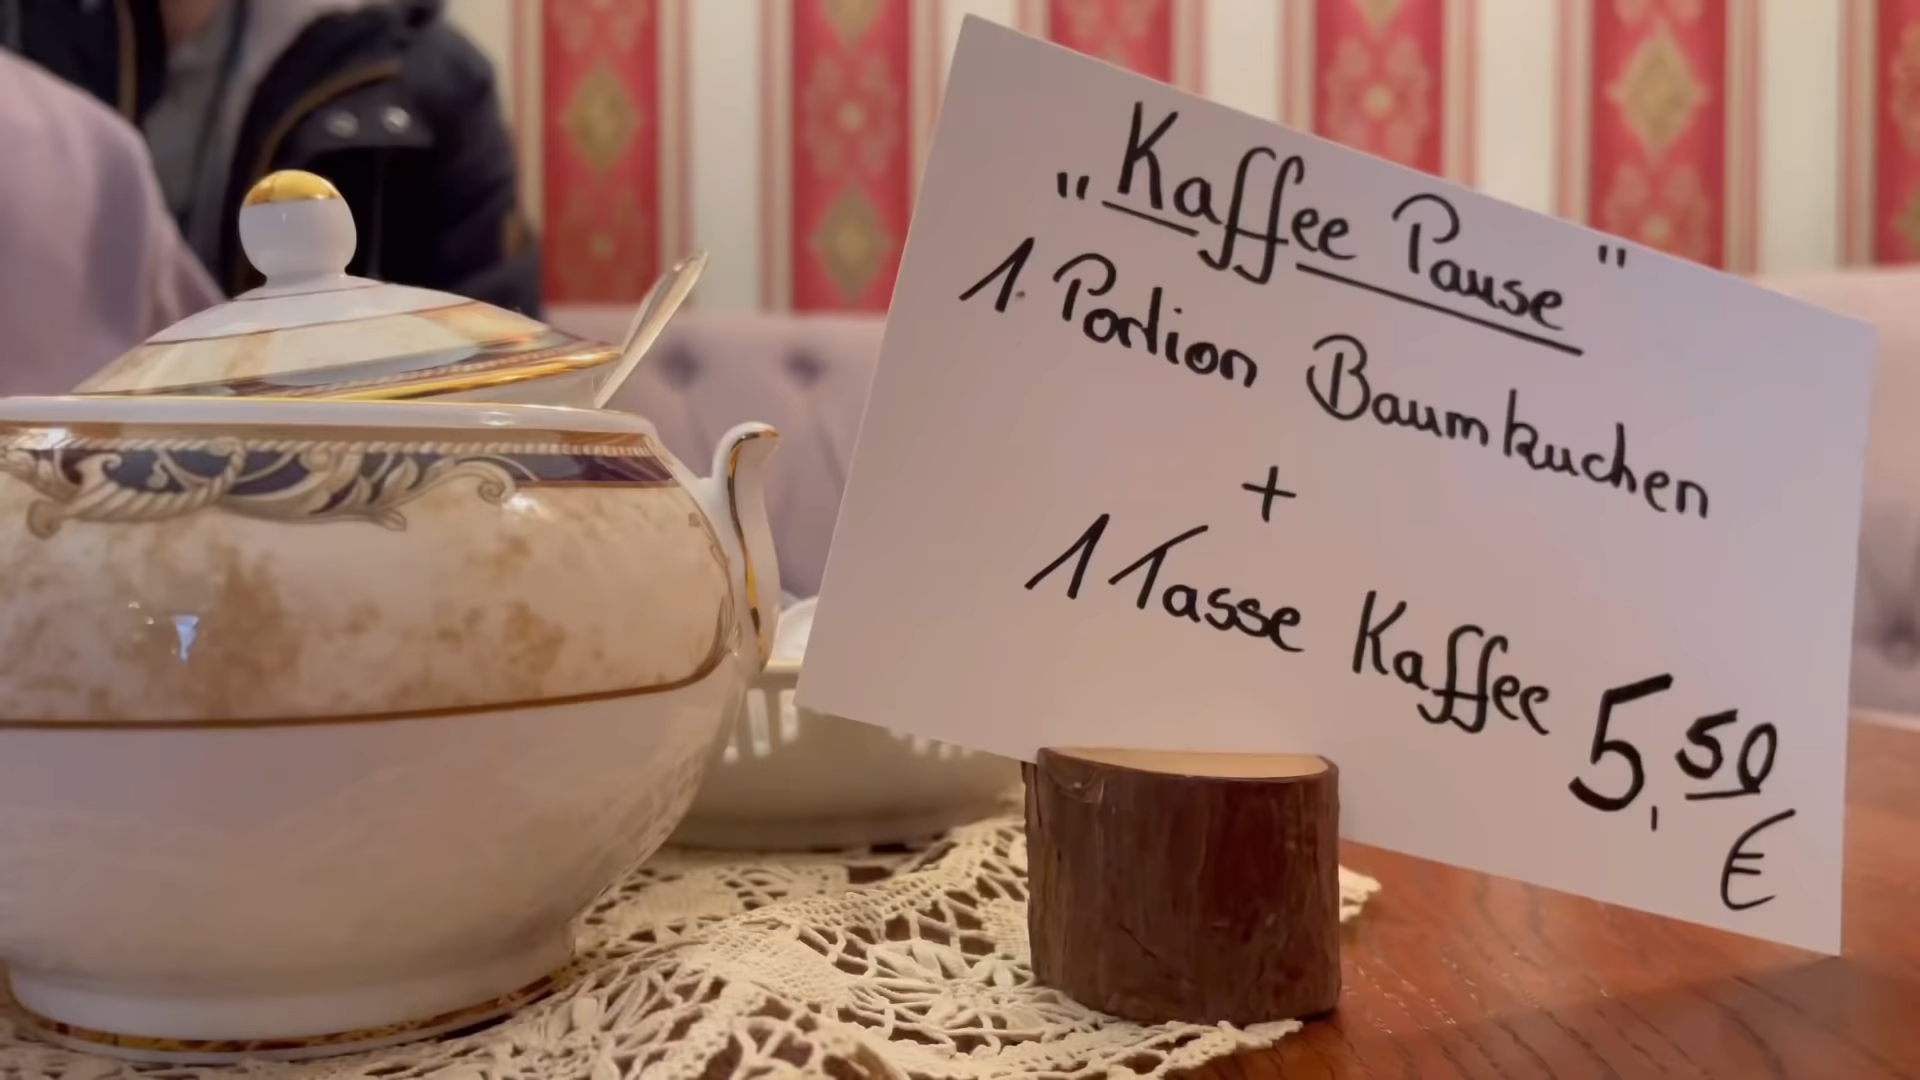 "Kaffee Pause"
1 Portion Baumkuchen
+
1 Tasse Kaffee 5,50
€